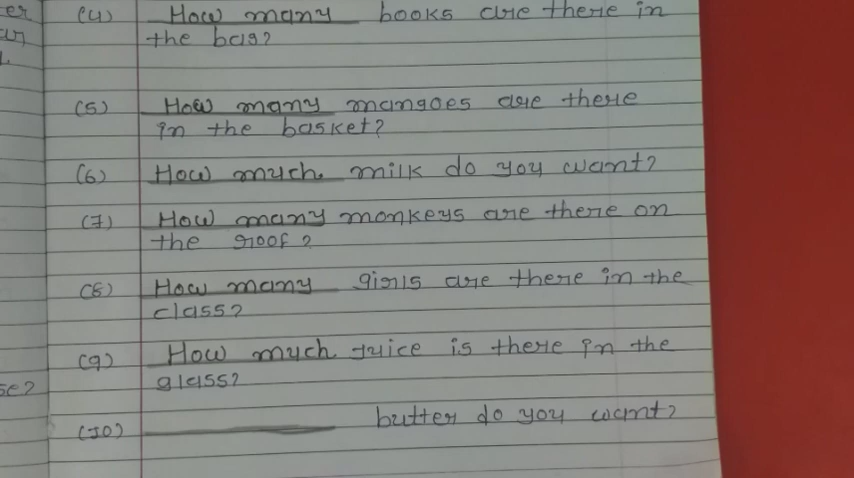 er
(4) How many books are there in
the bag?
(5) How many mangoes are there
in the basket?
(6) How much milk do you want?
(7) How many monkeys are there on
the roof?
(8) How many girls are there in the
class?
(9) How much juice is there in the
glass?
se?
(10) butter do you want?